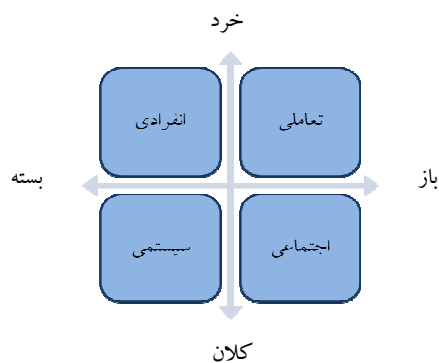 خرد
تعاملی
انفرادی
باز
بسته
اجتماعی
سیستمی
کلان